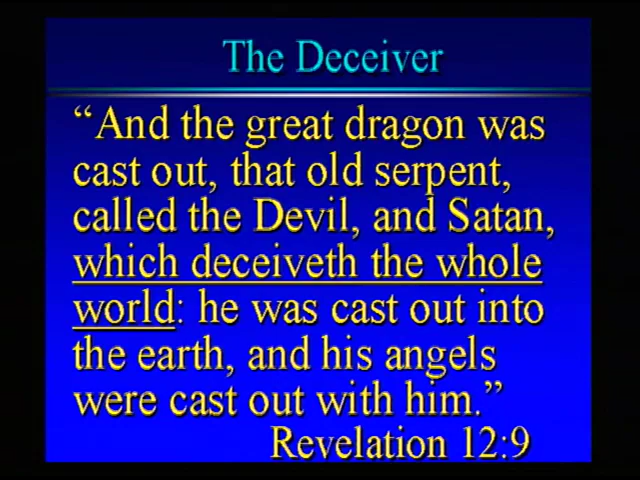 The Deceiver
“And the great dragon was
cast out, that old serpent,
called the Devil, and Satan,
which deceiveth the whole
world: he was cast out into
the earth, and his angels
were cast out with him.”
Revelation 12:9